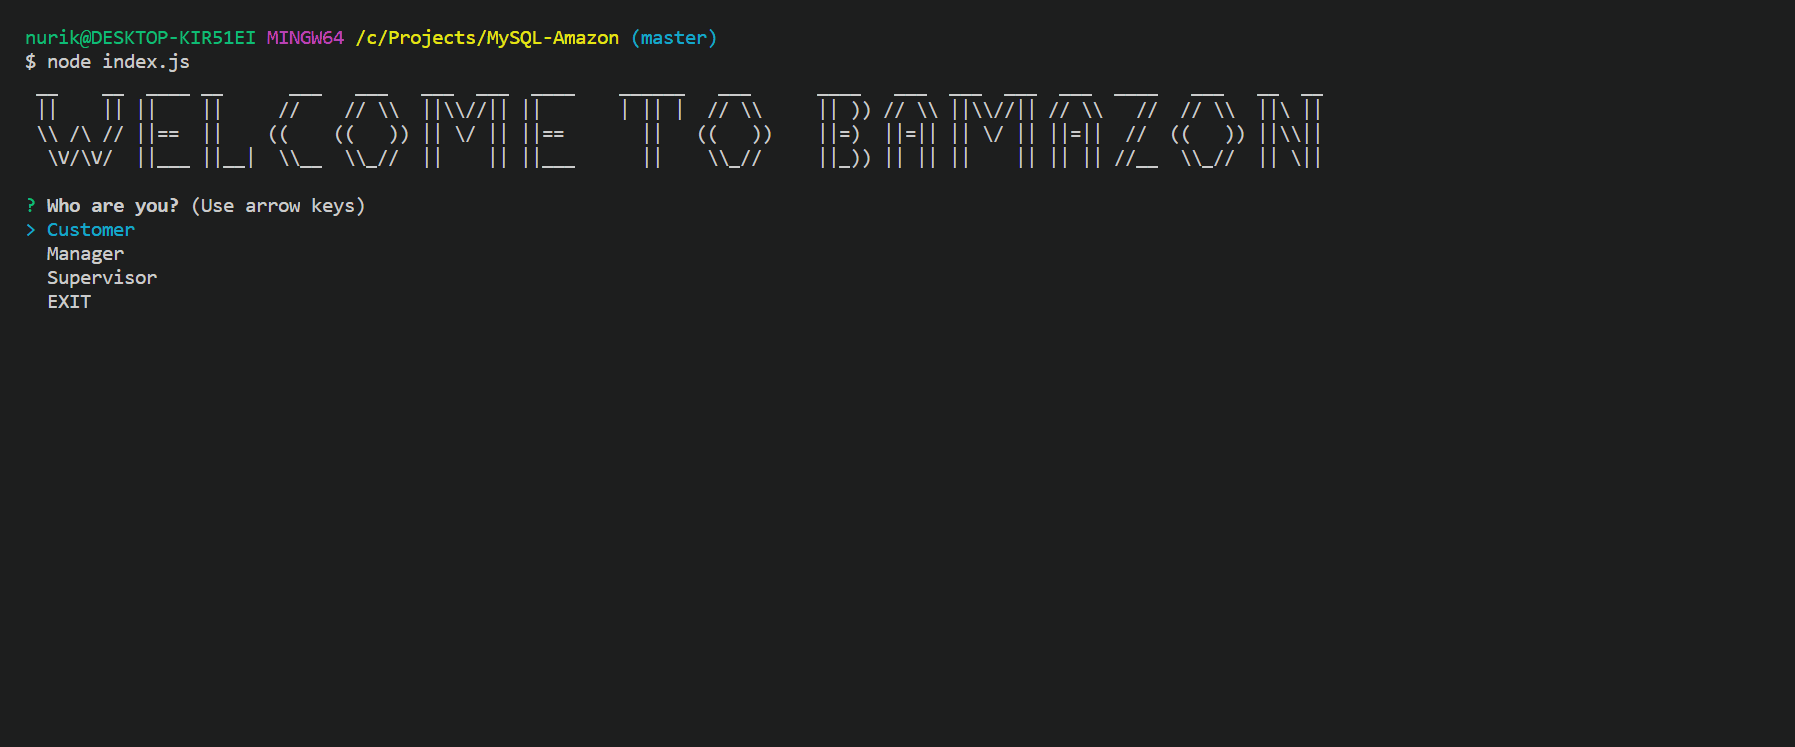 nurik@DESKTOP-KIR51EI MINGW64 /c/Projects/MySQL-Amazon (master)
$ node index.js
WELCOME TO BAMAZON
? Who are you? (Use arrow keys)
> Customer
Manager
Supervisor
EXIT